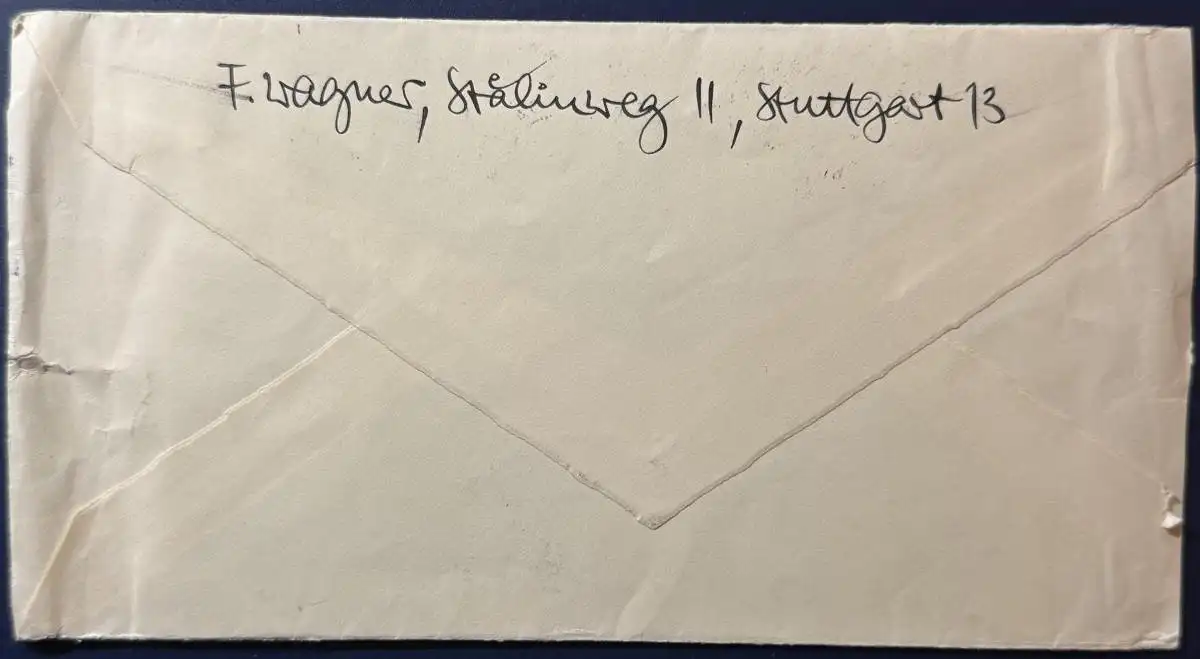 F. Wagner, Stälinweg 11, Stuttgart 13